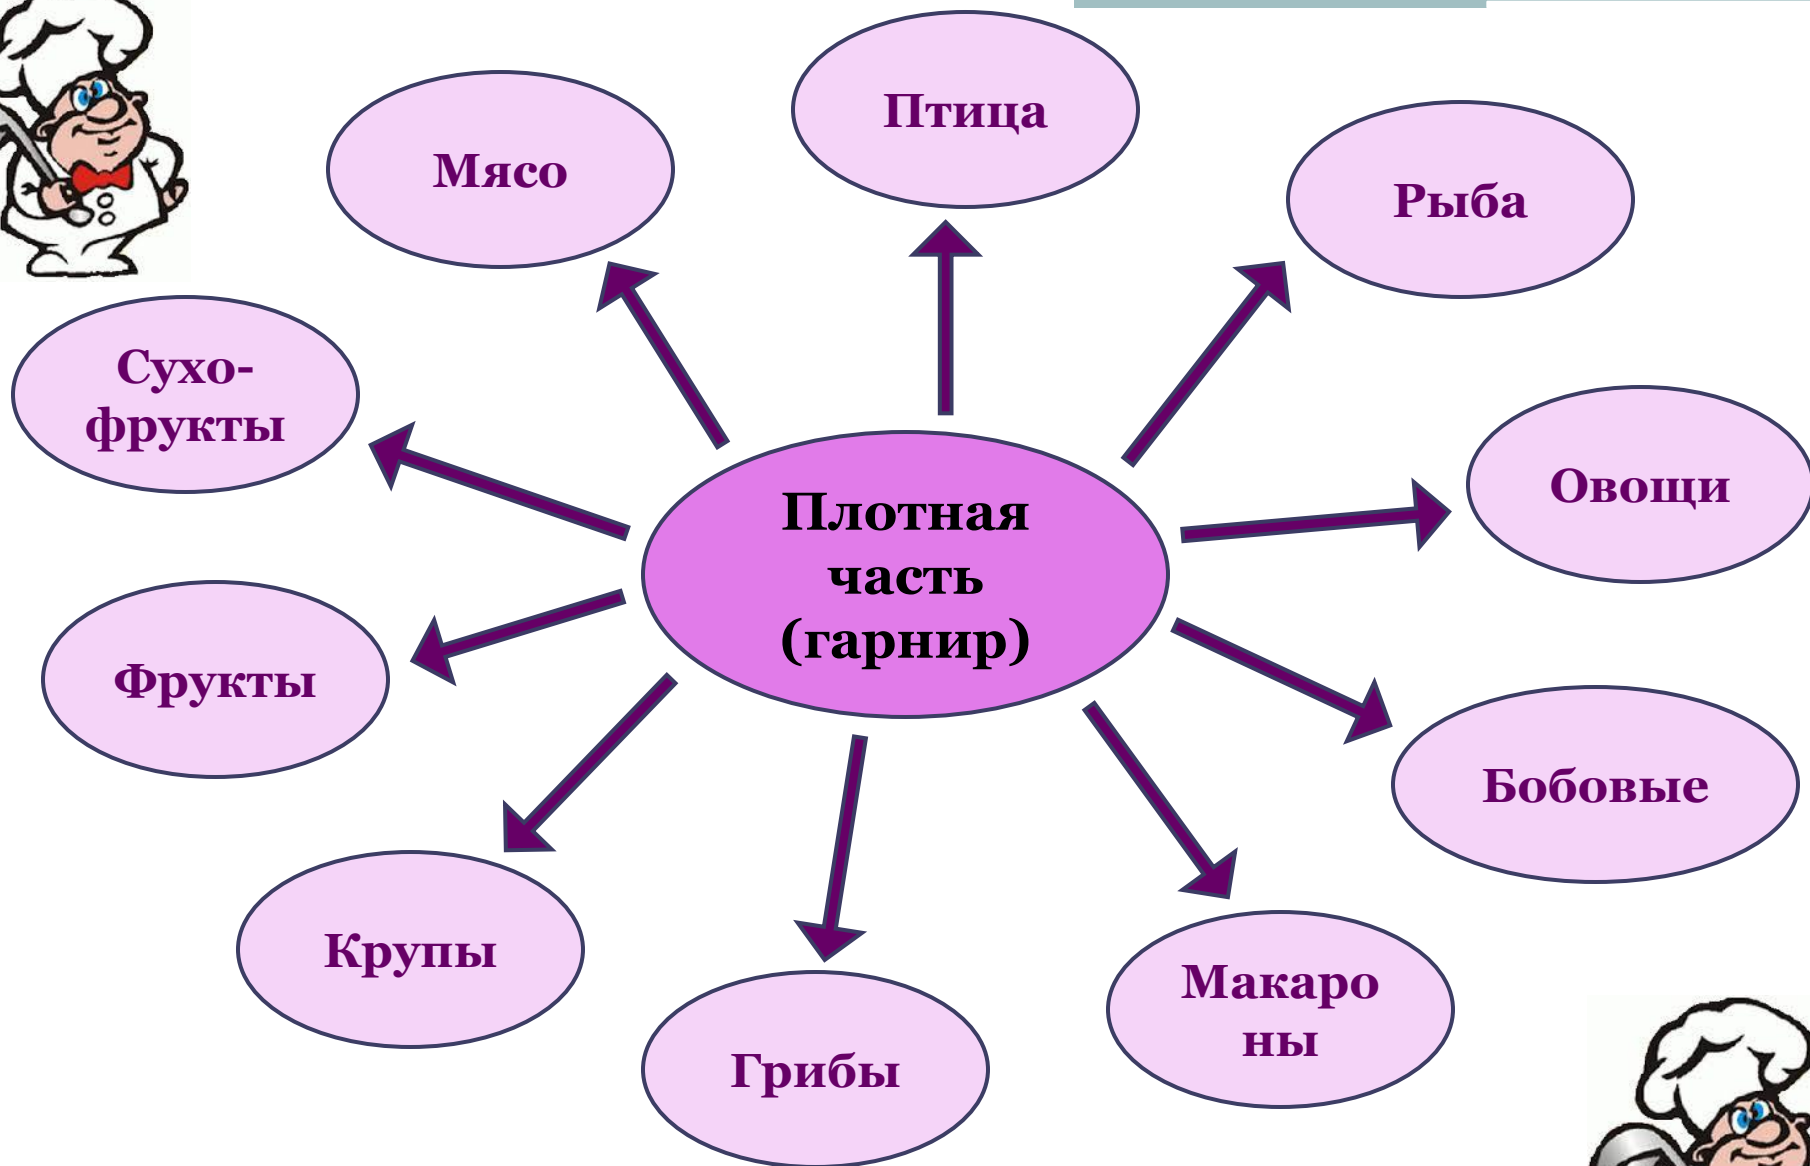 Птица
Мясо
Рыба
Сухо-
фрукты
Овощи
Плотная
часть
(гарнир)
Фрукты
Бобовые
Крупы
Макаро
ны
Грибы